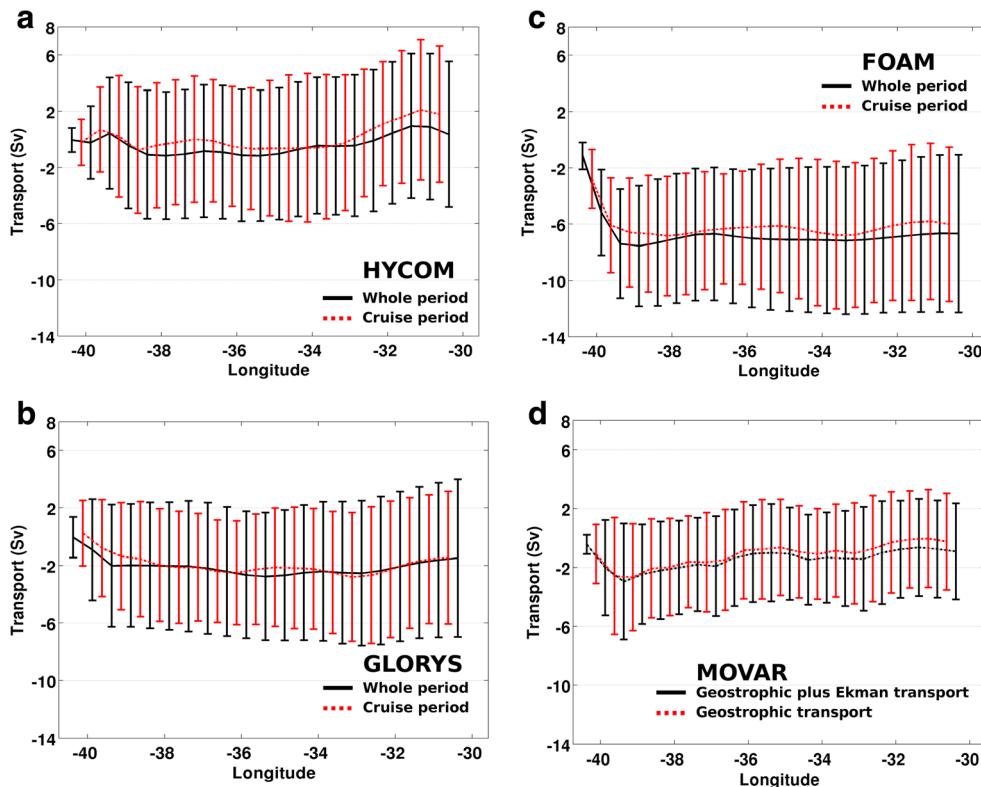 a
8
6
2
-2
-6
-10
-14
Transport (Sv)
HYCOM
Whole period
Cruise period
-40 -38 -36 -34 -32 -30
Longitude
c
8
6
2
-2
-6
-10
-14
Transport (Sv)
FOAM
Whole period
Cruise period
-40 -38 -36 -34 -32 -30
Longitude
b
8
6
2
-2
-6
-10
-14
Transport (Sv)
GLORYS
Whole period
Cruise period
-40 -38 -36 -34 -32 -30
Longitude
d
8
6
2
-2
-6
-10
-14
Transport (Sv)
MOVAR
Geostrophic plus Ekman transport
Geostrophic transport
-40 -38 -36 -34 -32 -30
Longitude